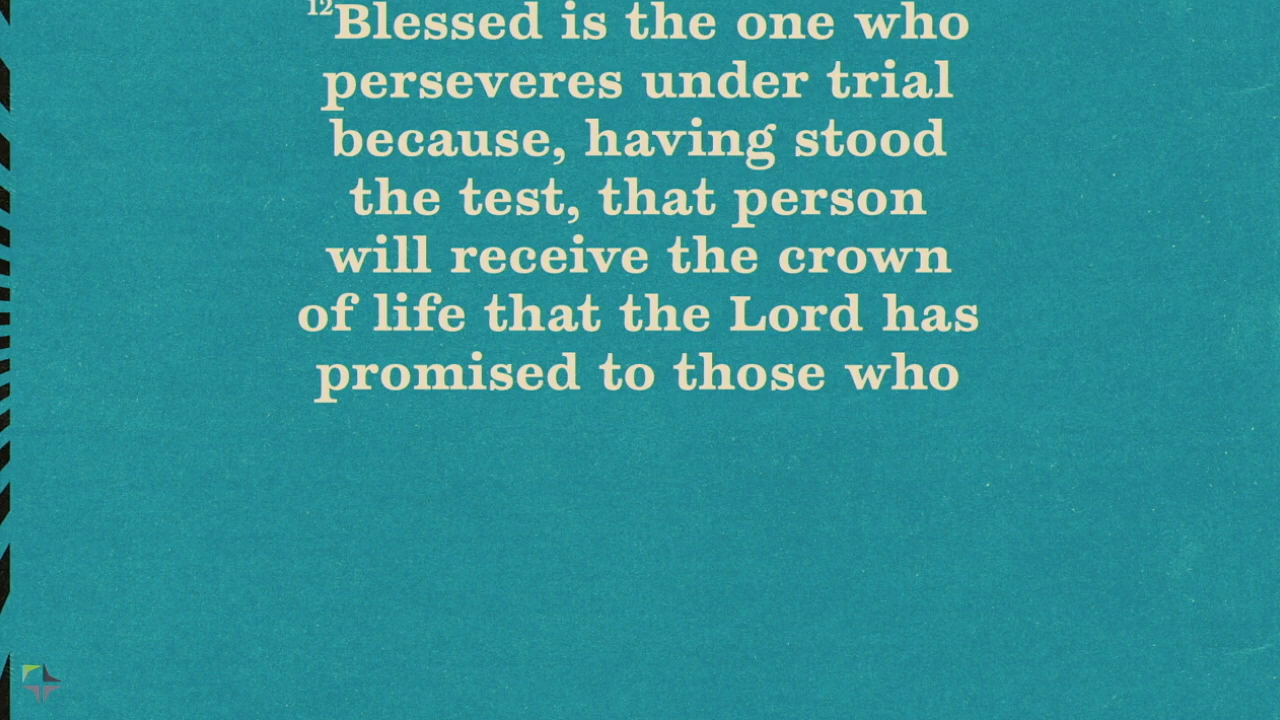 12Blessed is the one who
perseveres under trial
because, having stood
the test, that person
will receive the crown
of life that the Lord has
promised to those who